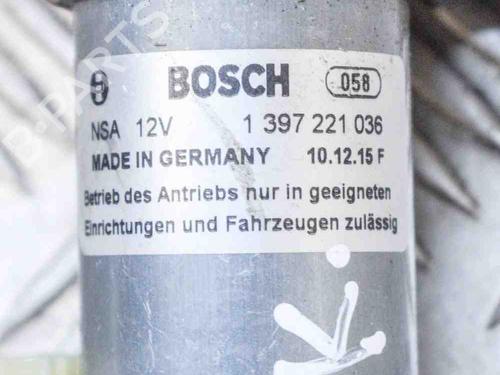 BOSCH 058
NSA 12V 1 397 221 036
MADE IN GERMANY 10.12.15 F
Betrieb des Antriebs nur in geeigneten
Einrichtungen und Fahrzeugen zulässig
B-PARTS